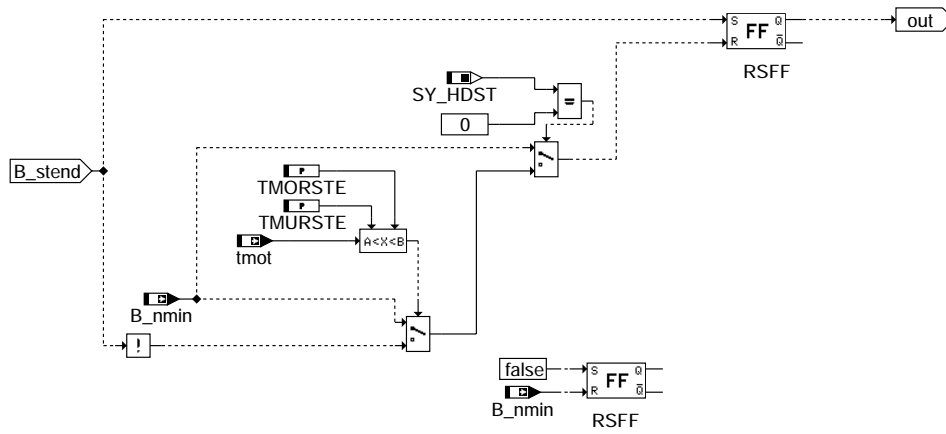 S Q
R Q
FF
RSFF
out
SY_HDST
0
=
B_stend
TMORSTE
P
TMURSTE
P
A<X<B
tmot
B_nmin
!
false
B_nmin
S Q
R Q
FF
RSFF